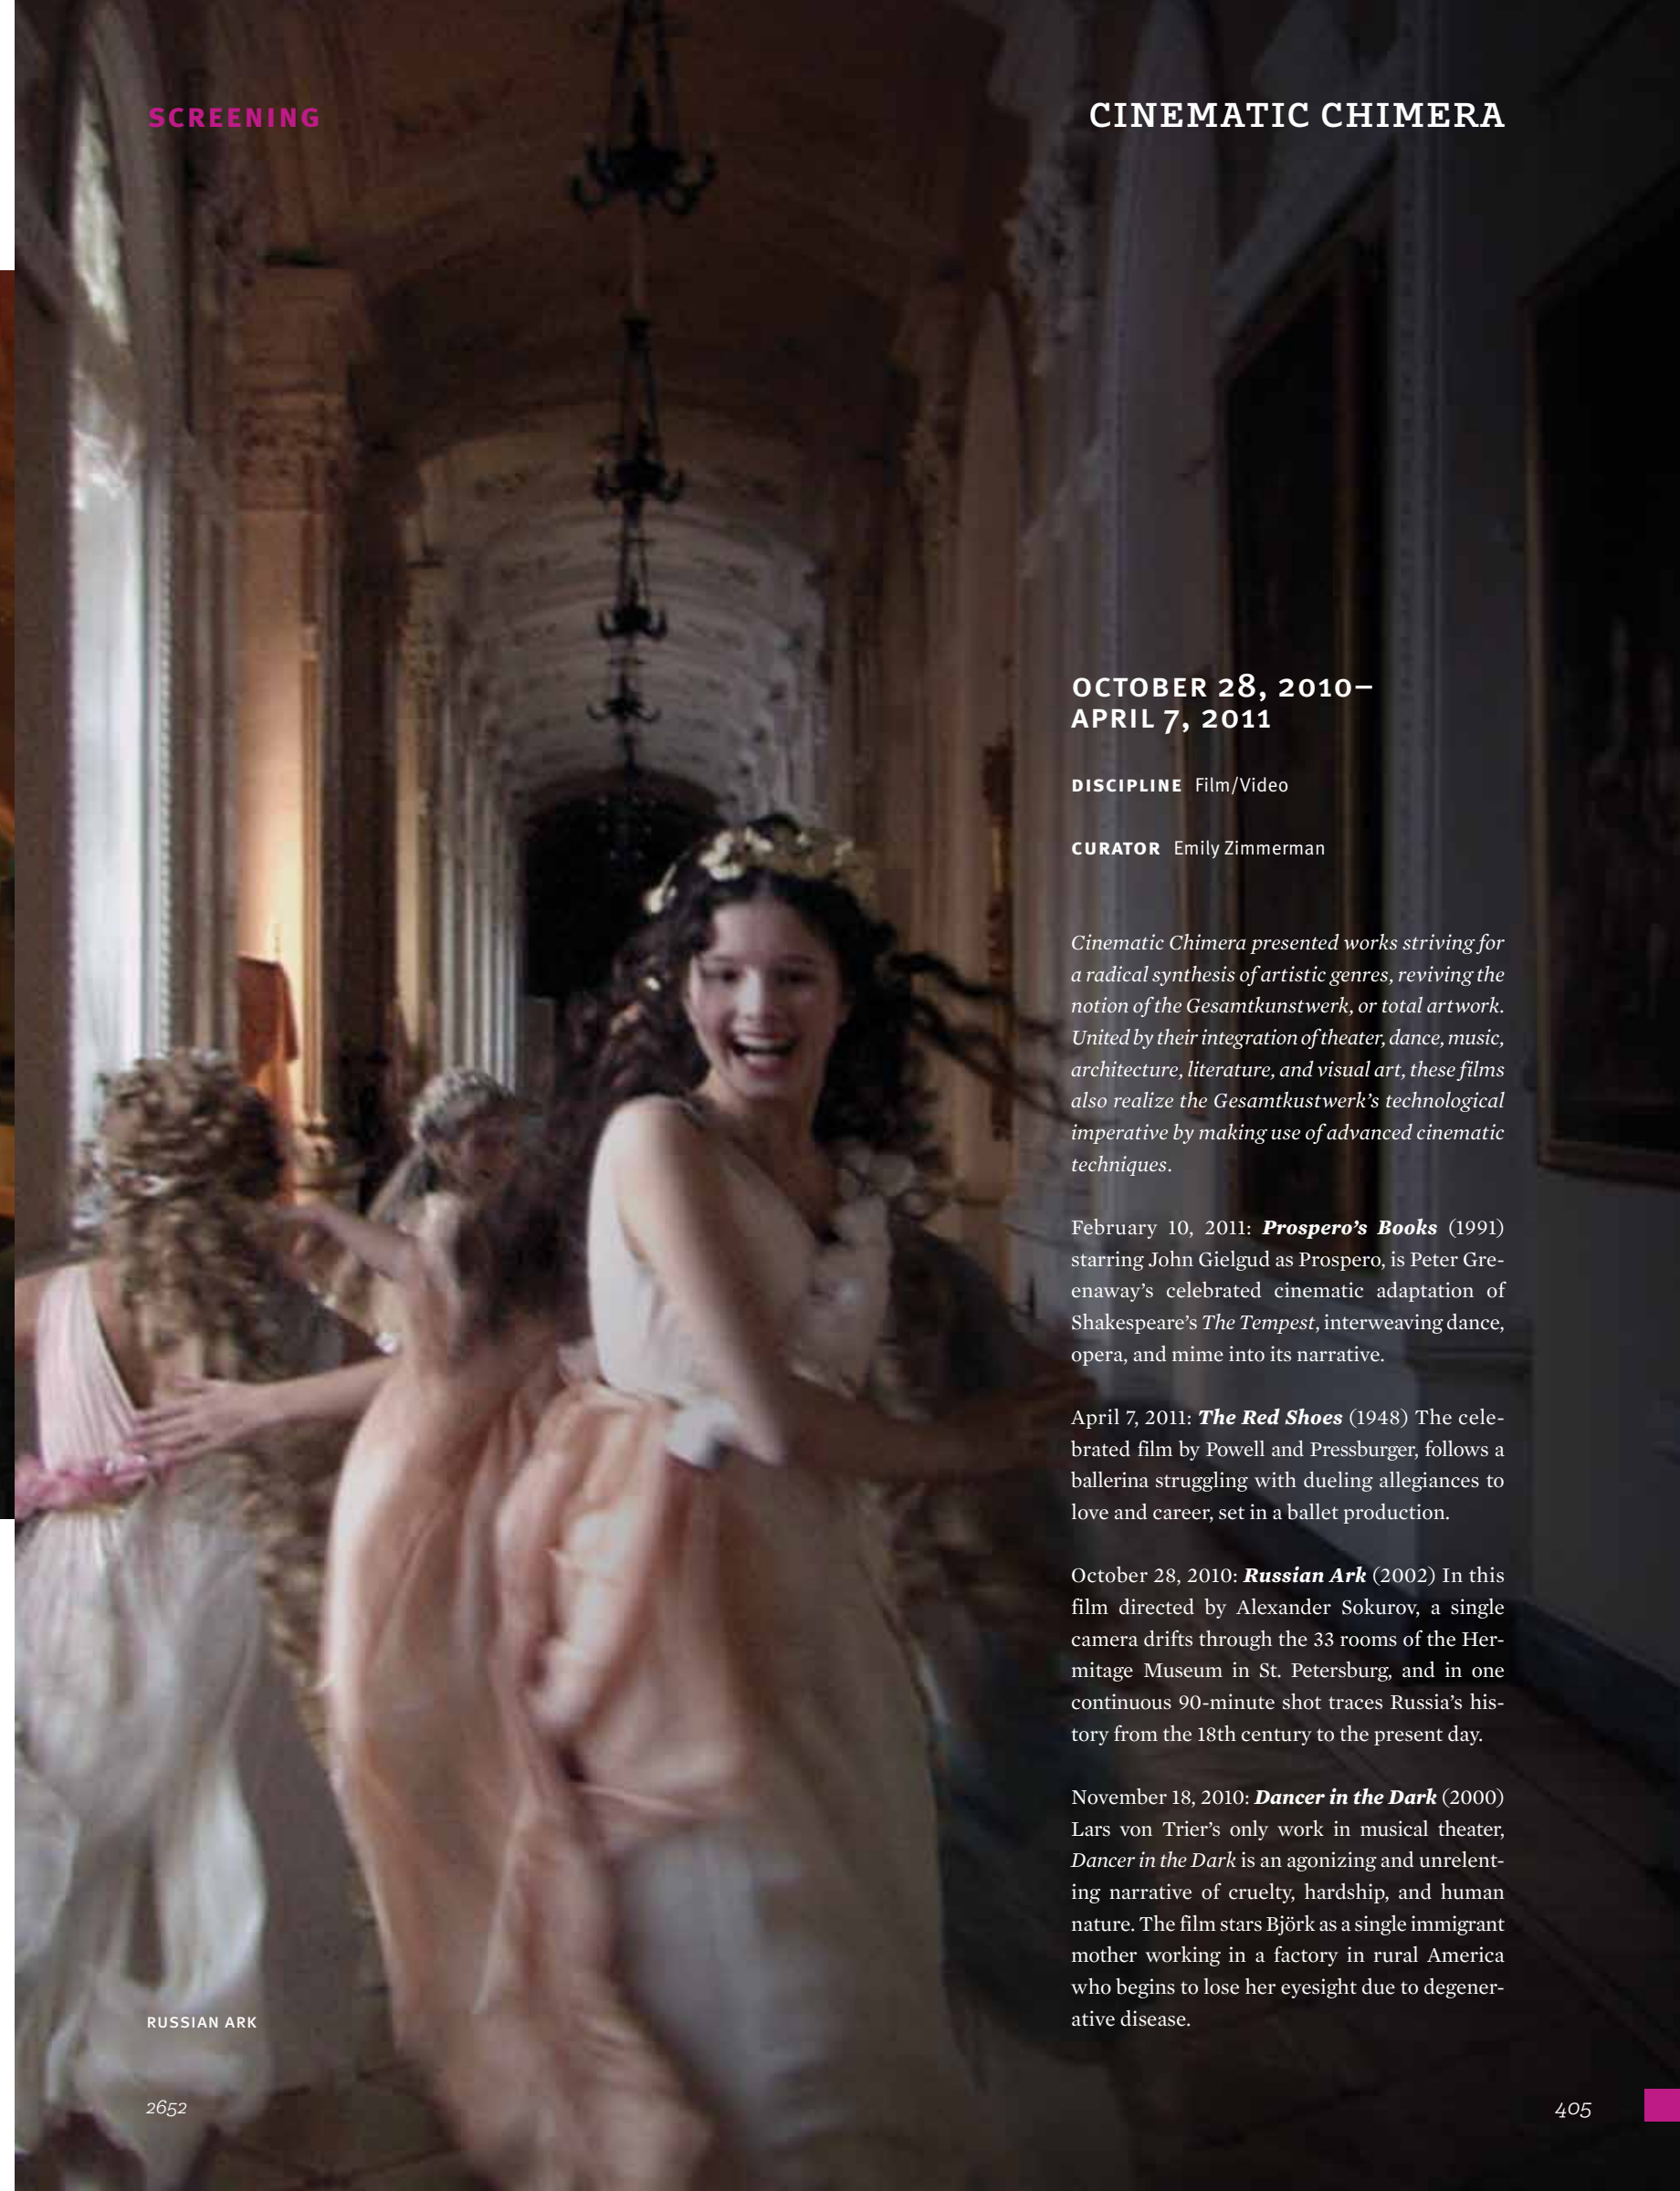 SCREENING
CINEMATIC CHIMERA
OCTOBER 28, 2010–
APRIL 7, 2011
DISCIPLINE Film/Video
CURATOR Emily Zimmerman
Cinematic Chimera presented works striving for
a radical synthesis of artistic genres, reviving the
notion of the Gesamtkunstwerk, or total artwork.
United by their integration of theater, dance, music,
architecture, literature, and visual art, these films
also realize the Gesamtkustwerk’s technological
imperative by making use of advanced cinematic
techniques.
February 10, 2011: Prospero’s Books (1991)
starring John Gielgud as Prospero, is Peter Gre-
enaway’s celebrated cinematic adaptation of
Shakespeare’s The Tempest, interweaving dance,
opera, and mime into its narrative.
April 7, 2011: The Red Shoes (1948) The cele-
brated film by Powell and Pressburger, follows a
ballerina struggling with dueling allegiances to
love and career, set in a ballet production.
October 28, 2010: Russian Ark (2002) In this
film directed by Alexander Sokurov, a single
camera drifts through the 33 rooms of the Her-
mitage Museum in St. Petersburg, and in one
continuous 90-minute shot traces Russia’s his-
tory from the 18th century to the present day.
November 18, 2010: Dancer in the Dark (2000)
Lars von Trier’s only work in musical theater,
Dancer in the Dark is an agonizing and unrelent-
ing narrative of cruelty, hardship, and human
nature. The film stars Björk as a single immigrant
mother working in a factory in rural America
who begins to lose her eyesight due to degener-
ative disease.
RUSSIAN ARK
2652
405